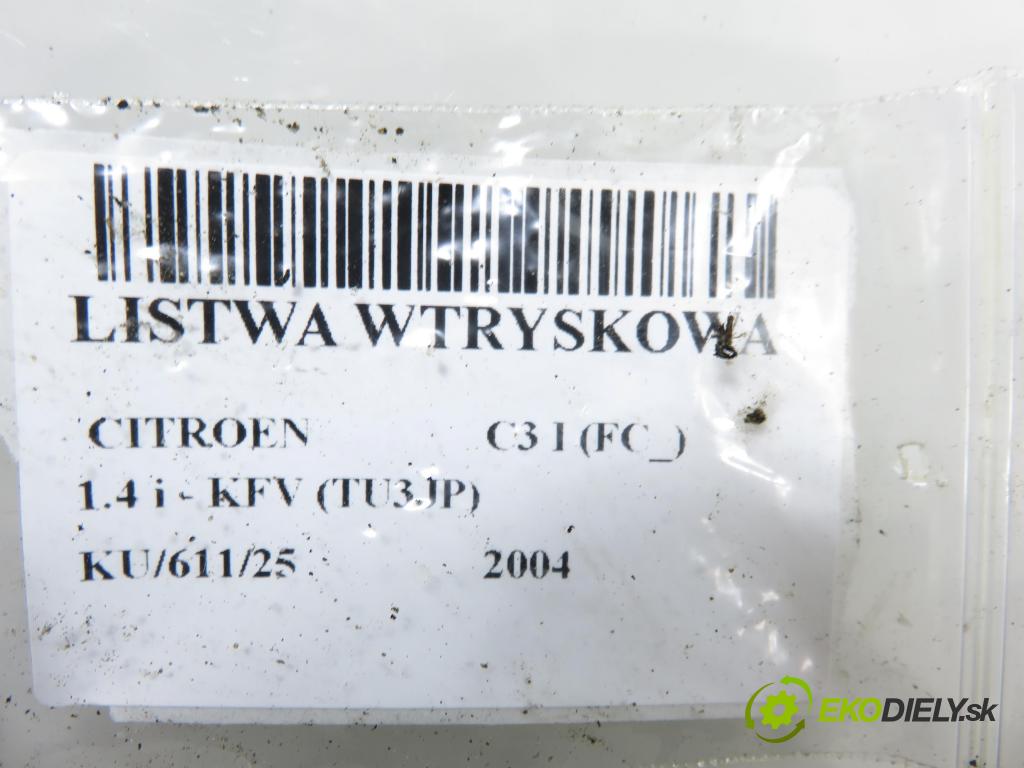 LISTWA WTRYSKOWA
CITROEN C3 I (FC_)
1.4 i - KFV (TU3JP)
KU/611/25 2004
EKODIELY.sk